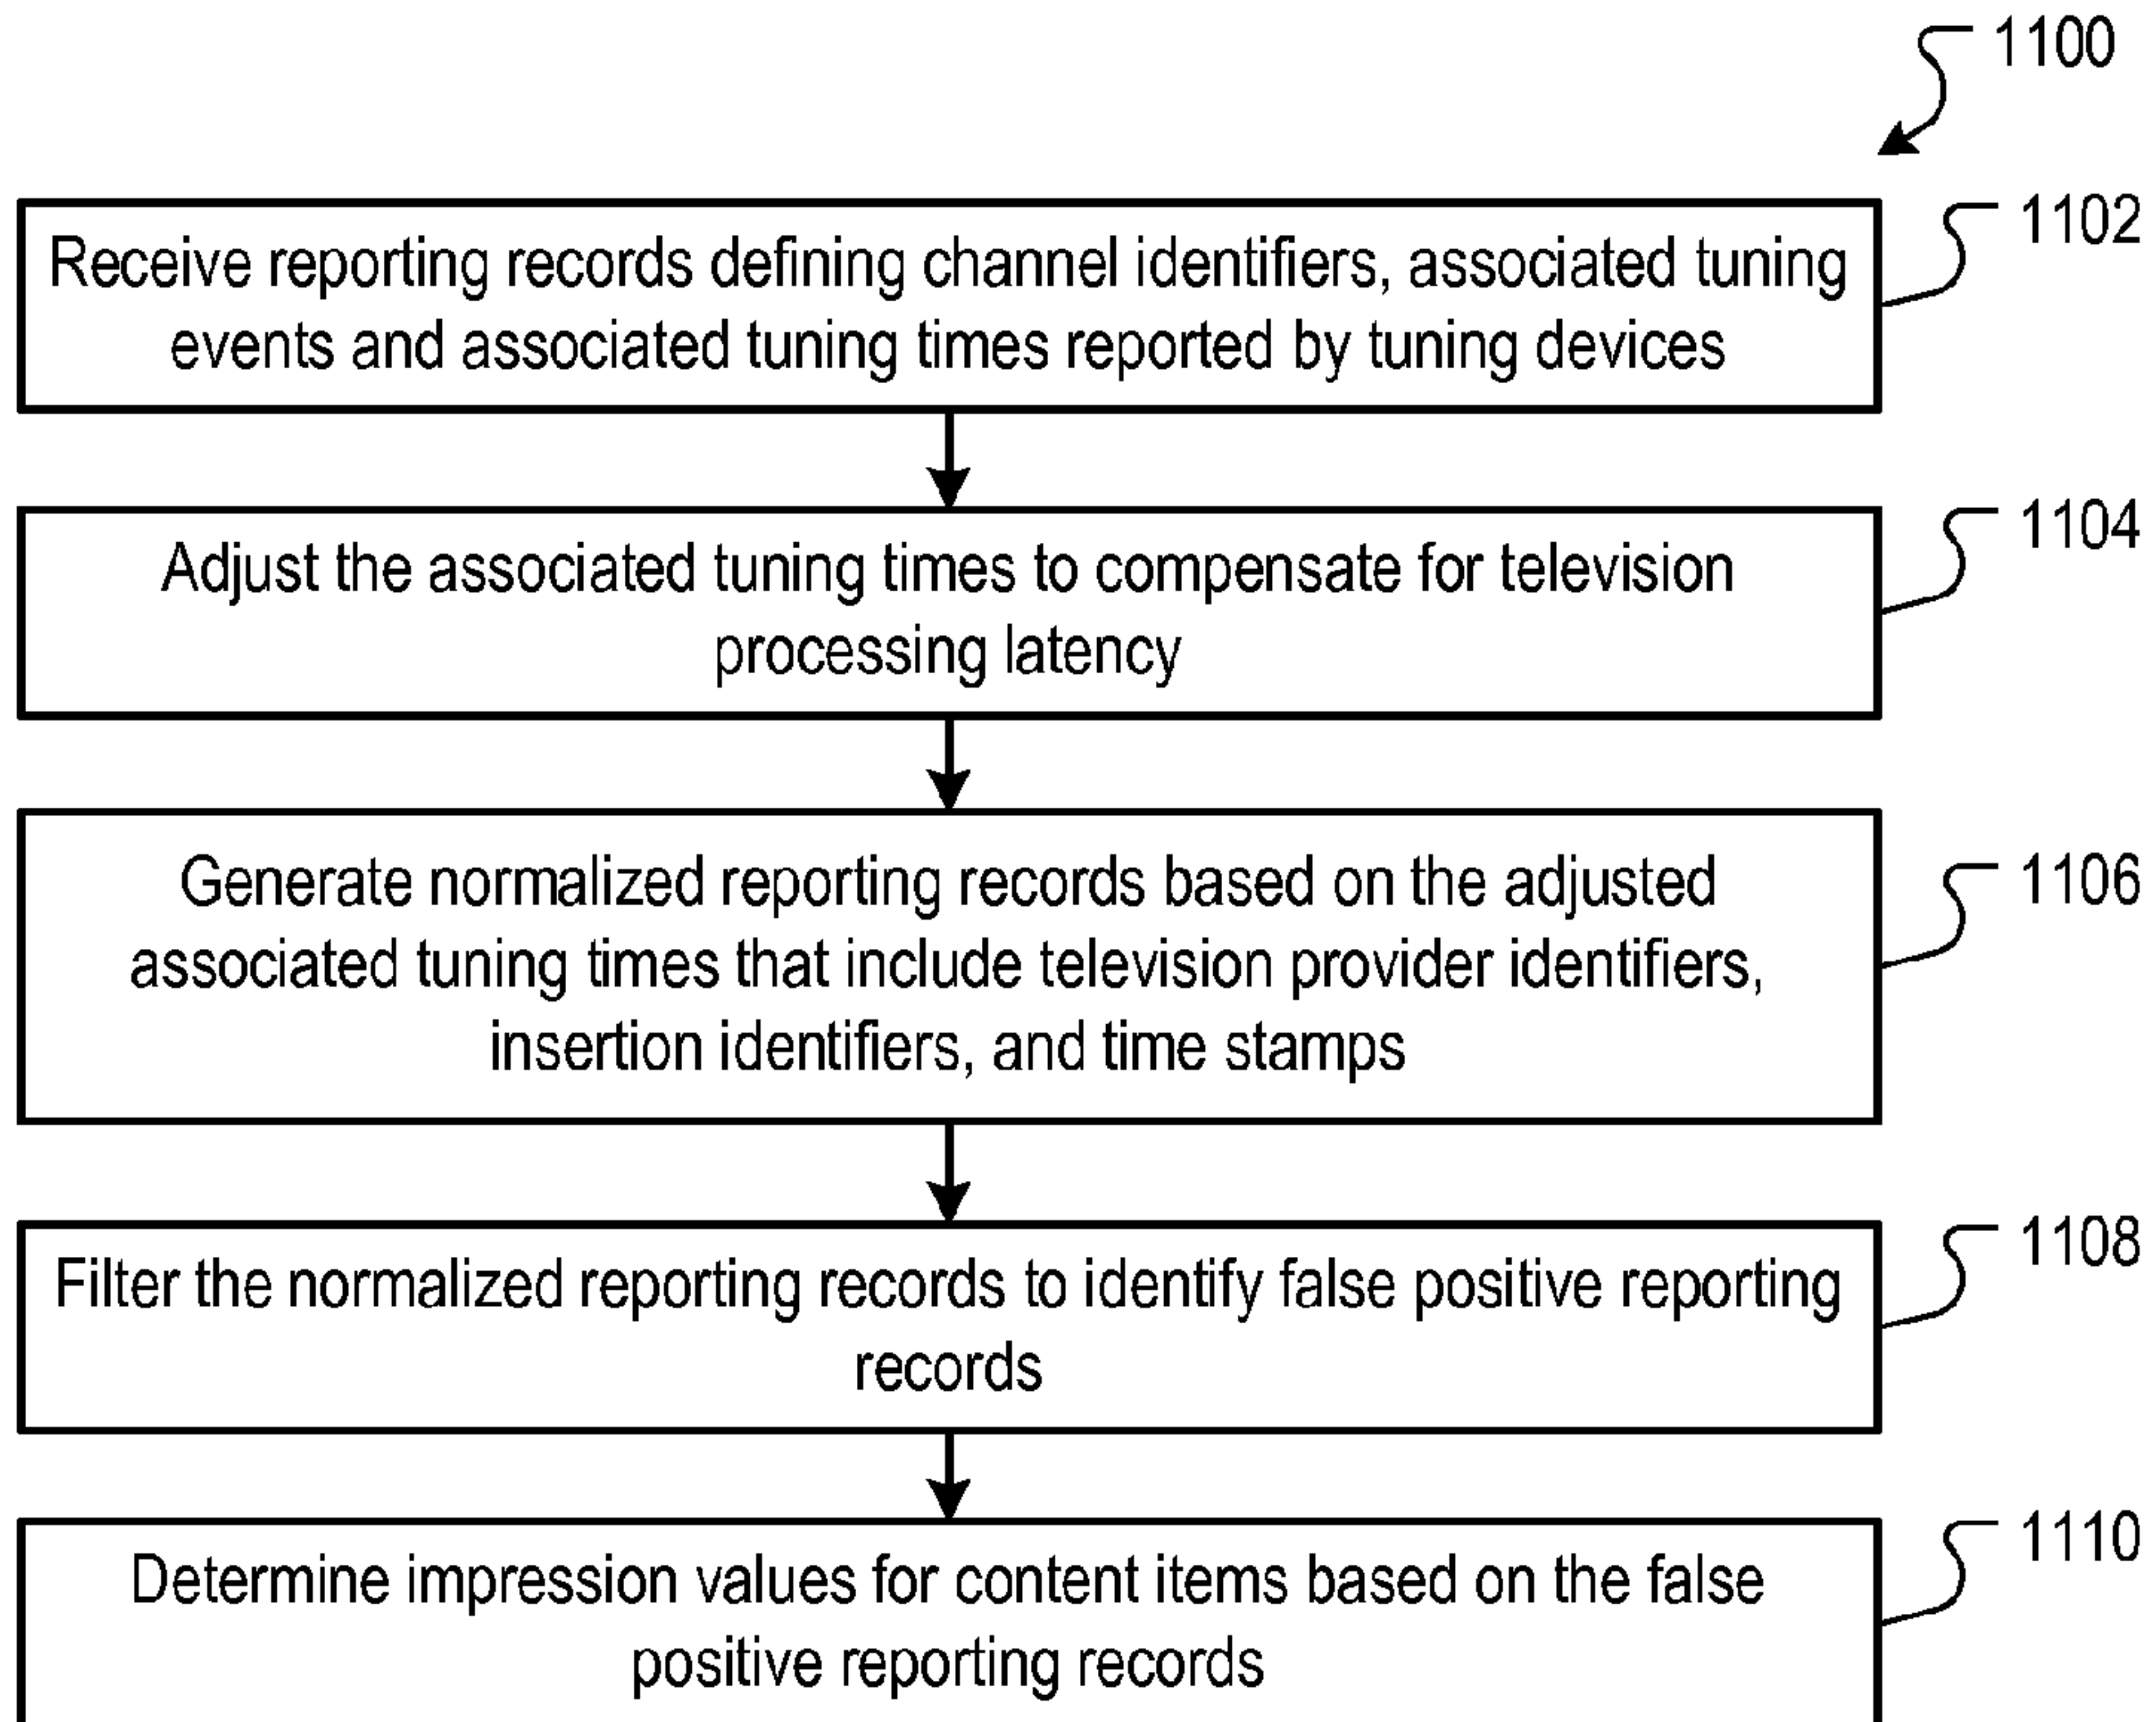 1100
Receive reporting records defining channel identifiers, associated tuning
events and associated tuning times reported by tuning devices
1102
Adjust the associated tuning times to compensate for television
processing latency
1104
Generate normalized reporting records based on the adjusted
associated tuning times that include television provider identifiers,
insertion identifiers, and time stamps
1106
Filter the normalized reporting records to identify false positive reporting
records
1108
Determine impression values for content items based on the false
positive reporting records
1110